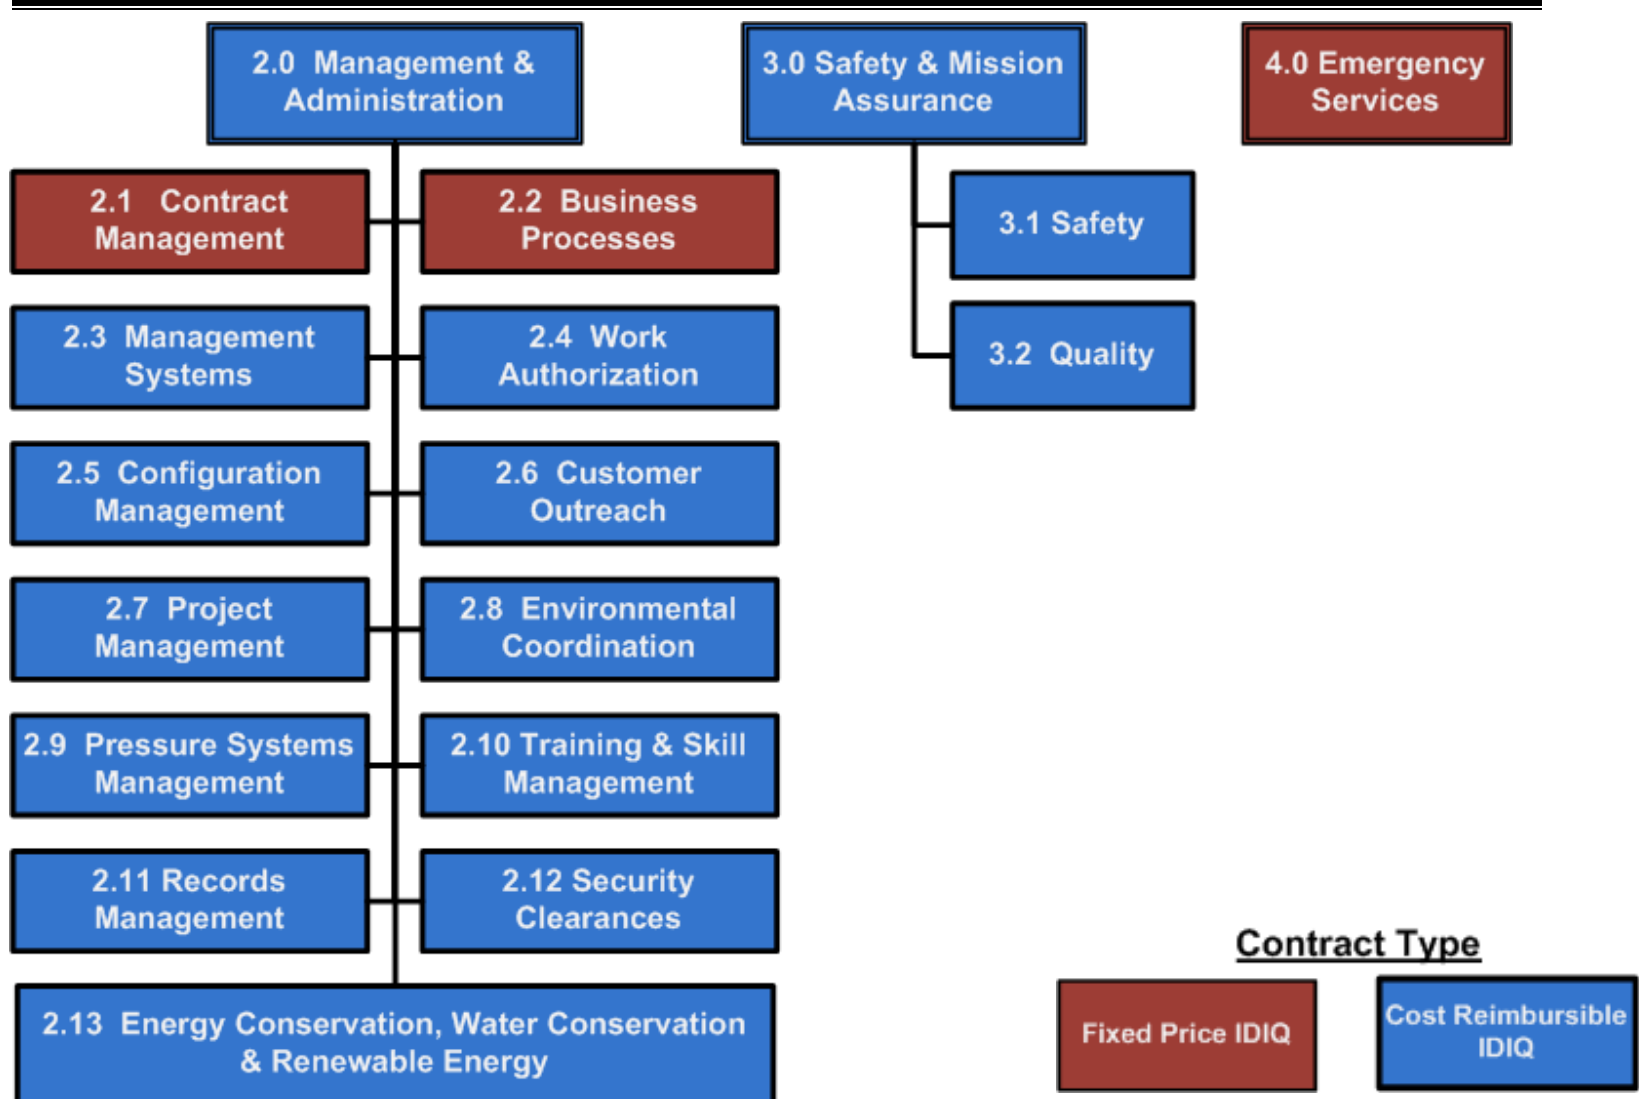 2.0 Management &
Administration
3.0 Safety & Mission
Assurance
4.0 Emergency
Services
2.1 Contract
Management
2.2 Business
Processes
3.1 Safety
2.3 Management
Systems
2.4 Work
Authorization
3.2 Quality
2.5 Configuration
Management
2.6 Customer
Outreach
2.7 Project
Management
2.8 Environmental
Coordination
2.9 Pressure Systems
Management
2.10 Training & Skill
Management
2.11 Records
Management
2.12 Security
Clearances
2.13 Energy Conservation, Water Conservation
& Renewable Energy
Contract Type
Fixed Price IDIQ
Cost Reimbursible
IDIQ